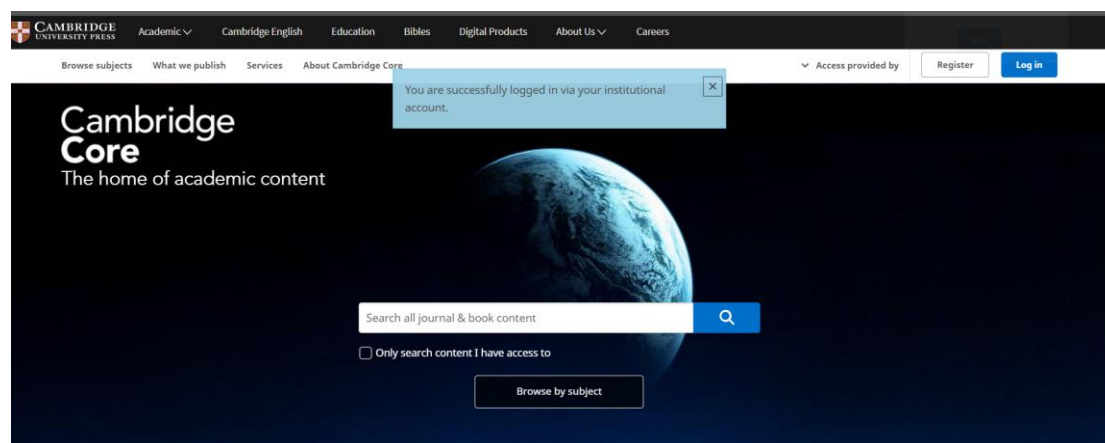 CAMBRIDGE
UNIVERSITY PRESS
Academic
Cambridge English
Education
Bibles
Digital Products
About Us
Careers
Browse subjects
What we publish
Services
About Cambridge Core
Access provided by
Register
Log in
You are successfully logged in via your institutional
account.
Cambridge
Core
The home of academic content
Search all journal & book content
Only search content I have access to
Browse by subject